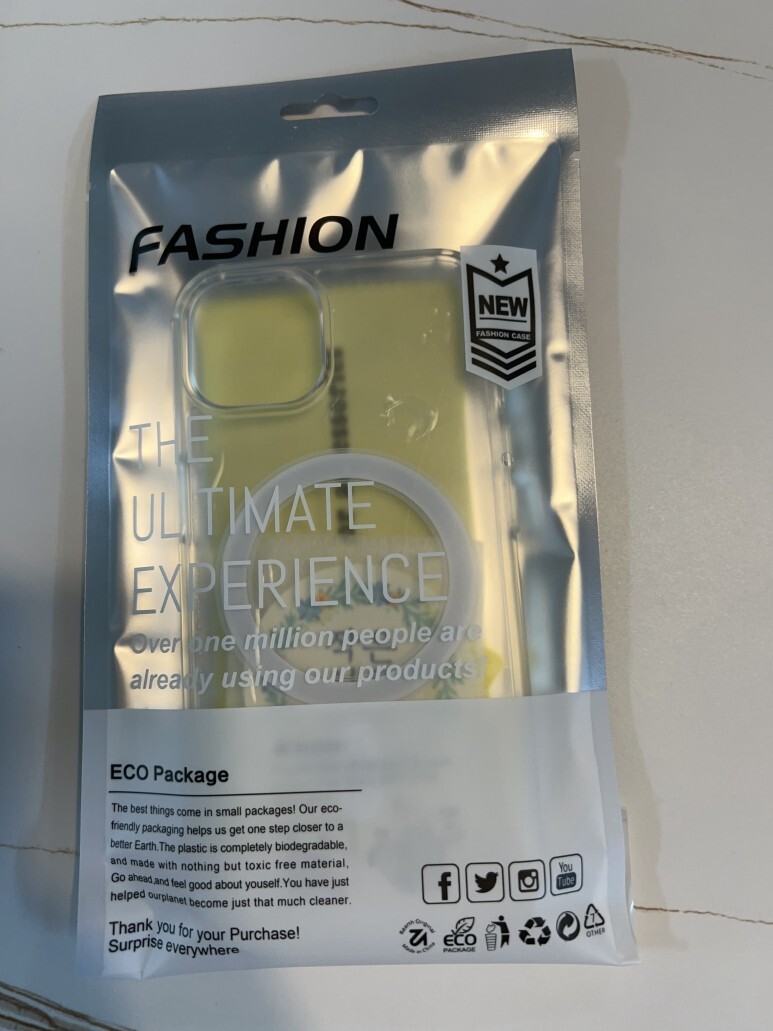 FASHION
NEW
FASHION CASE
THE
ULTIMATE
EXPERIENCE
Over one million people are
already using our products!
ECO Package
The best things come in small packages! Our eco-
friendly packaging helps us get one step closer to a
better Earth.The plastic is completely biodegradable,
and made with nothing but toxic free material,
Go ahead,and feel good about youself.You have just
helped ourplanet become just that much cleaner.
Thank you for your Purchase!
Surprise everywhere
f
You
Tube
Made in China
ECO
PACKAGE
7
OTHER